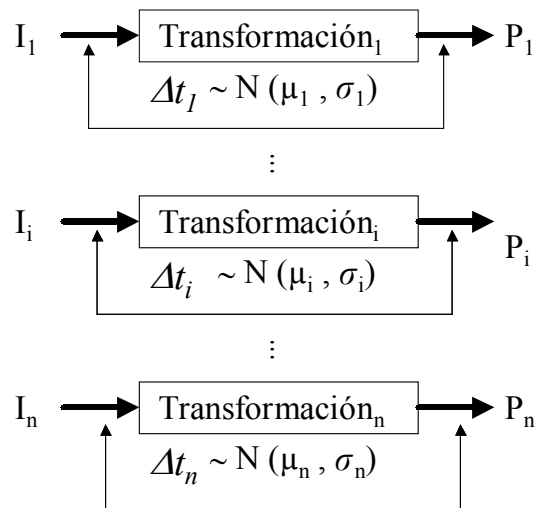 I₁ Transformación₁ P₁
Δt₁ ~ N (μ₁ , σ₁)
⋮
Iᵢ Transformaciónᵢ Pᵢ
Δtᵢ ~ N (μᵢ , σᵢ)
⋮
Iₙ Transformaciónₙ Pₙ
Δtₙ ~ N (μₙ , σₙ)